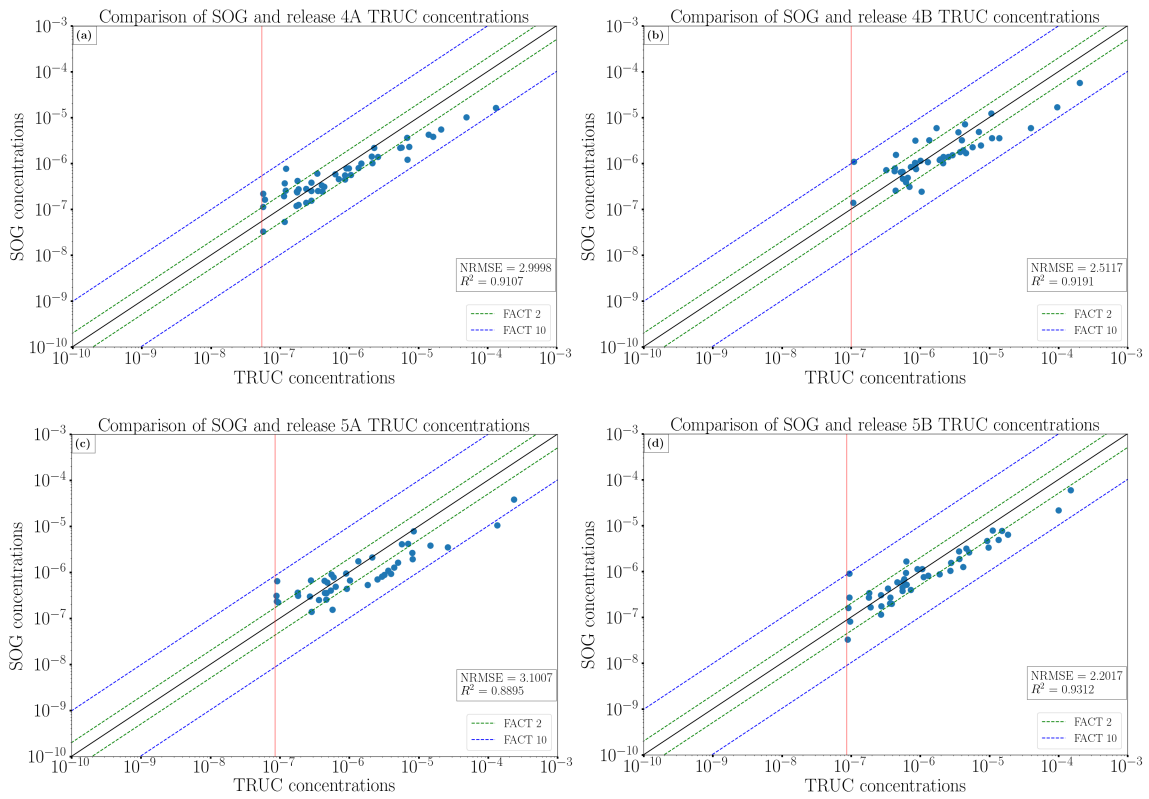 Comparison of SOG and release 4A TRUC concentrations
(a)
10⁻³
10⁻⁴
10⁻⁵
10⁻⁶
10⁻⁷
10⁻⁸
10⁻⁹
10⁻¹⁰
SOG concentrations
NRMSE = 2.9998
R² = 0.9107
FACT 2
FACT 10
10⁻¹⁰ 10⁻⁹ 10⁻⁸ 10⁻⁷ 10⁻⁶ 10⁻⁵ 10⁻⁴ 10⁻³
TRUC concentrations
Comparison of SOG and release 4B TRUC concentrations
(b)
10⁻³
10⁻⁴
10⁻⁵
10⁻⁶
10⁻⁷
10⁻⁸
10⁻⁹
10⁻¹⁰
SOG concentrations
NRMSE = 2.5117
R² = 0.9191
FACT 2
FACT 10
10⁻¹⁰ 10⁻⁹ 10⁻⁸ 10⁻⁷ 10⁻⁶ 10⁻⁵ 10⁻⁴ 10⁻³
TRUC concentrations
Comparison of SOG and release 5A TRUC concentrations
(c)
10⁻³
10⁻⁴
10⁻⁵
10⁻⁶
10⁻⁷
10⁻⁸
10⁻⁹
10⁻¹⁰
SOG concentrations
NRMSE = 3.1007
R² = 0.8895
FACT 2
FACT 10
10⁻¹⁰ 10⁻⁹ 10⁻⁸ 10⁻⁷ 10⁻⁶ 10⁻⁵ 10⁻⁴ 10⁻³
TRUC concentrations
Comparison of SOG and release 5B TRUC concentrations
(d)
10⁻³
10⁻⁴
10⁻⁵
10⁻⁶
10⁻⁷
10⁻⁸
10⁻⁹
10⁻¹⁰
SOG concentrations
NRMSE = 2.2017
R² = 0.9312
FACT 2
FACT 10
10⁻¹⁰ 10⁻⁹ 10⁻⁸ 10⁻⁷ 10⁻⁶ 10⁻⁵ 10⁻⁴ 10⁻³
TRUC concentrations